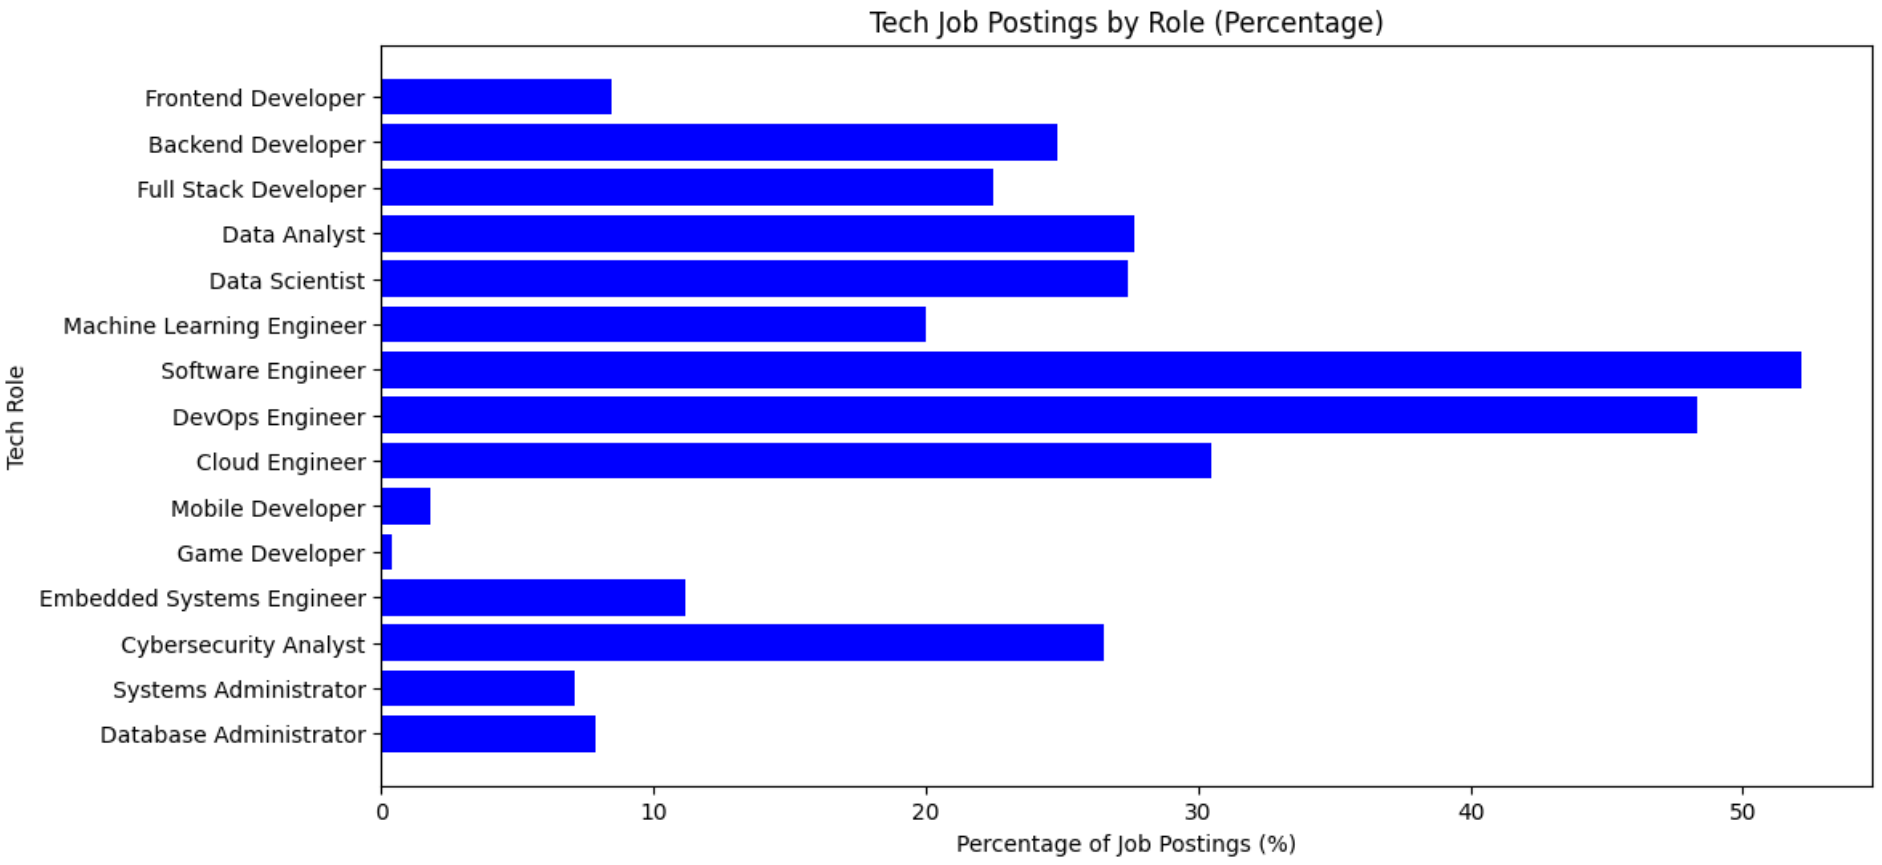 Tech Job Postings by Role (Percentage)
Frontend Developer
Backend Developer
Full Stack Developer
Data Analyst
Data Scientist
Machine Learning Engineer
Software Engineer
DevOps Engineer
Cloud Engineer
Mobile Developer
Game Developer
Embedded Systems Engineer
Cybersecurity Analyst
Systems Administrator
Database Administrator
Tech Role
0 10 20 30 40 50
Percentage of Job Postings (%)